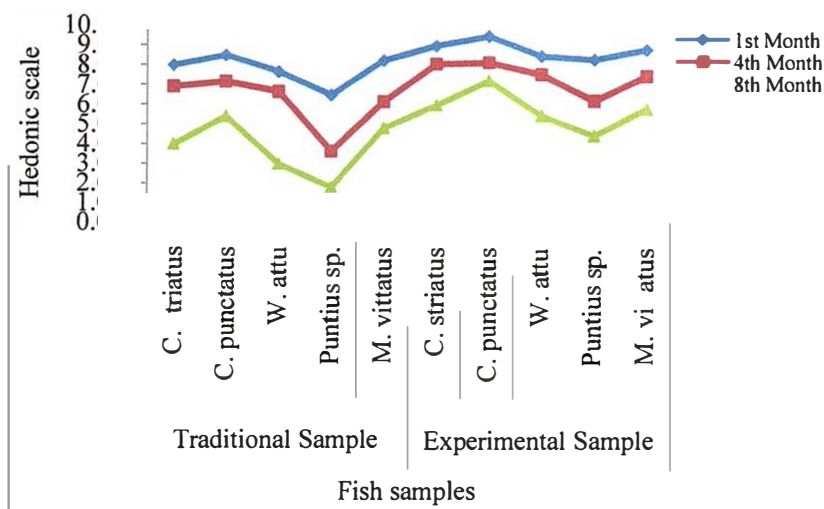 Hedonic scale
10.
9.
8.
7.
6.
5.
4.
3.
2.
1.
0.
1st Month
4th Month
8th Month
C. triatus
C. punctatus
W. attu
Puntius sp.
M. vittatus
C. striatus
C. punctatus
W. attu
Puntius sp.
M. vi atus
Traditional Sample
Experimental Sample
Fish samples